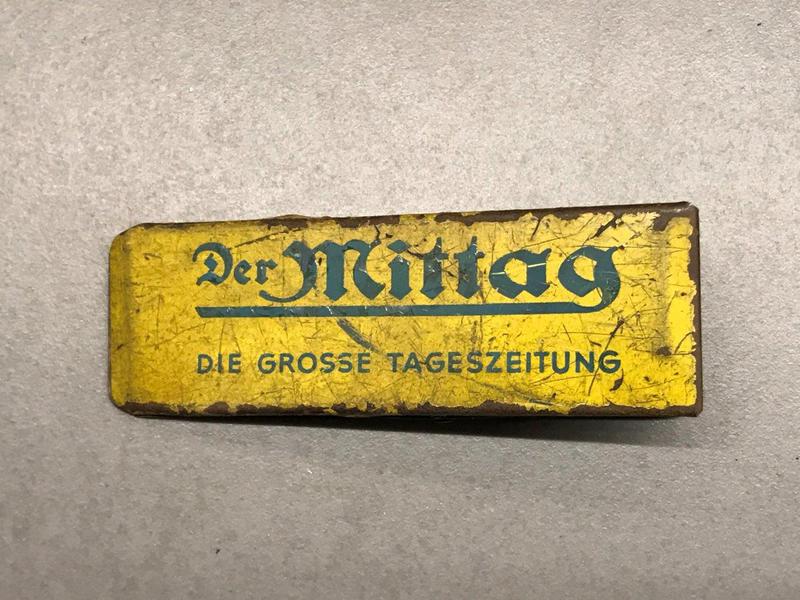 Der Mittag
DIE GROSSE TAGESZEITUNG